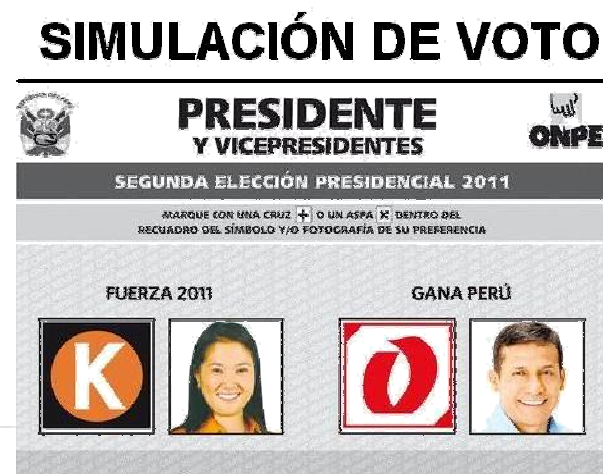 SIMULACIÓN DE VOTO
PRESIDENTE
Y VICEPRESIDENTES
ONPE
SEGUNDA ELECCIÓN PRESIDENCIAL 2011
MARQUE CON UNA CRUZ + O UN ASPA X DENTRO DEL
RECUADRO DEL SÍMBOLO Y/O FOTOGRAFÍA DE SU PREFERENCIA
FUERZA 2011
GANA PERÚ
K
O